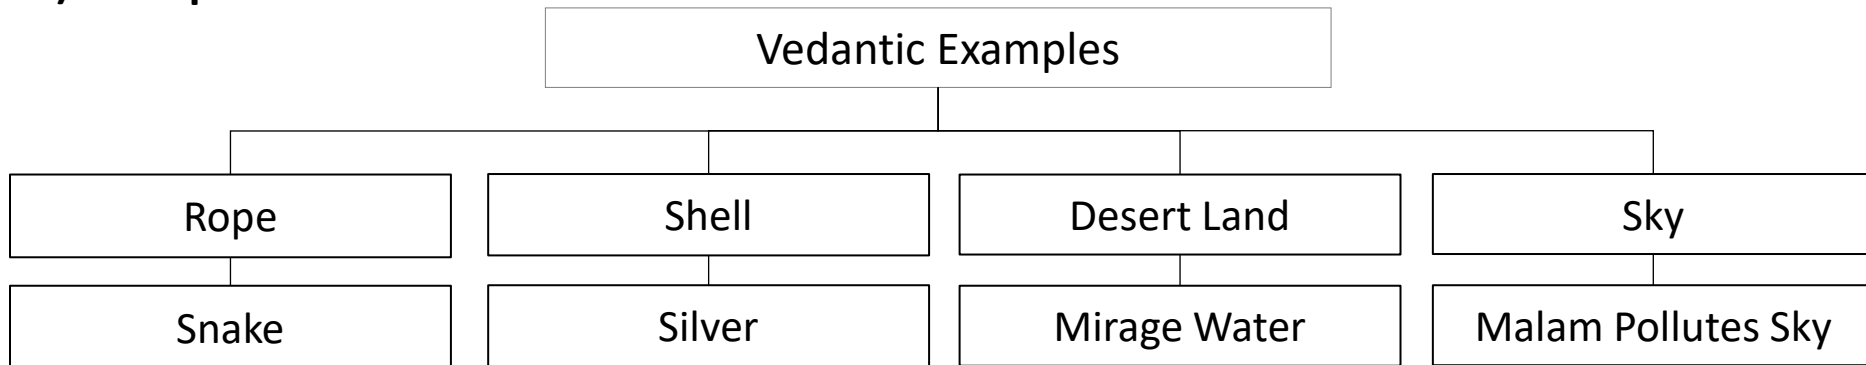 Vedantic Examples
Rope
Shell
Desert Land
Sky
Snake
Silver
Mirage Water
Malam Pollutes Sky